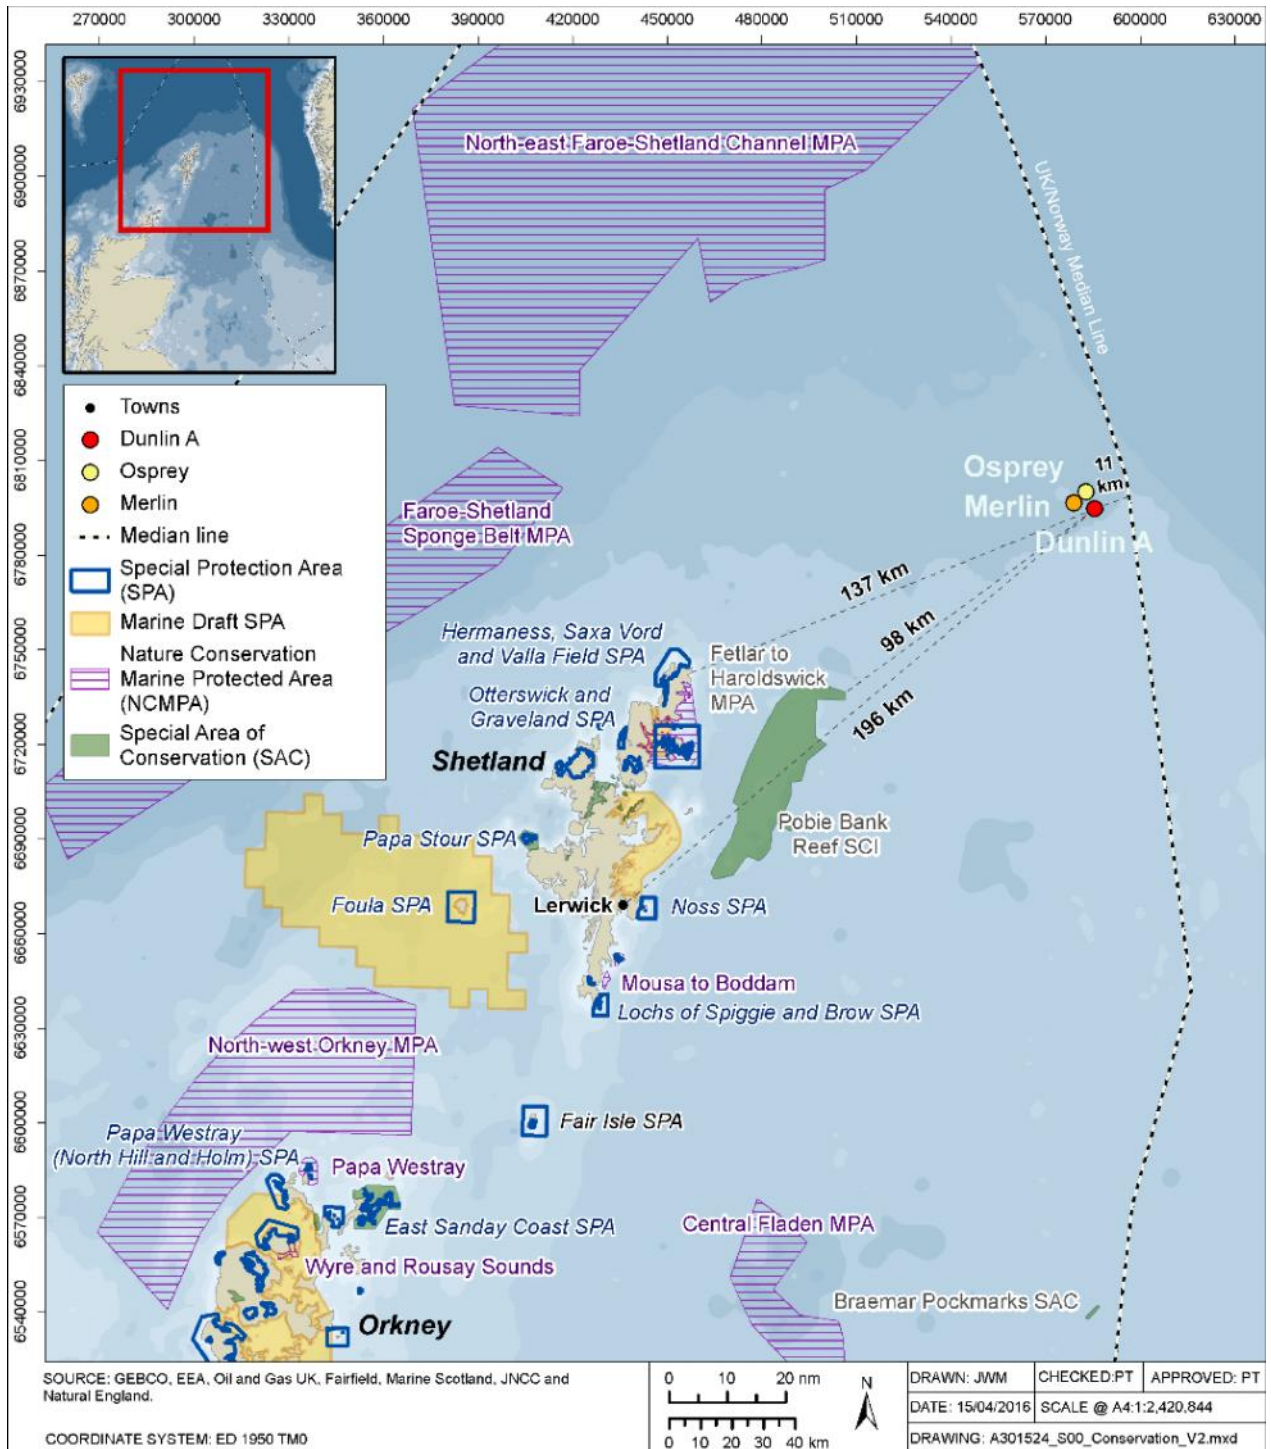 270000 300000 330000 360000 390000 420000 450000 480000 510000 540000 570000 600000 630000
6930000
6900000
6870000
6840000
6810000
6780000
6750000
6720000
6690000
6660000
6630000
6600000
6570000
6540000
North-east Faroe-Shetland Channel MPA
UK/Norway Median Line
Towns
Dunlin A
Osprey
Merlin
Median line
Special Protection Area
(SPA)
Marine Draft SPA
Nature Conservation
Marine Protected Area
(NCMPA)
Special Area of
Conservation (SAC)
Osprey
Merlin
Dunlin A
11
km
Faroe-Shetland
Sponge Belt MPA
137 km
98 km
196 km
Hermaness, Saxa Vord
and Valla Field SPA
Fetlar to
Haroldswick
MPA
Otterswick and
Graveland SPA
Shetland
Pobie Bank
Reef SCI
Papa Stour SPA
Foula SPA
Lerwick
Noss SPA
Mousa to Boddam
Lochs of Spiggie and Brow SPA
North-west Orkney MPA
Fair Isle SPA
Papa Westray
(North Hill and Holm) SPA
Papa Westray
East Sanday Coast SPA
Central Fladen MPA
Wyre and Rousay Sounds
Braemar Pockmarks SAC
Orkney
SOURCE: GEBCO, EEA, Oil and Gas UK, Fairfield, Marine Scotland, JNCC and
Natural England.
COORDINATE SYSTEM: ED 1950 TM0
0 10 20 nm
0 10 20 30 40 km
N
DRAWN: JWM CHECKED:PT APPROVED: PT
DATE: 15/04/2016 SCALE @ A4:1:2,420,844
DRAWING: A301524_S00_Conservation_V2.mxd